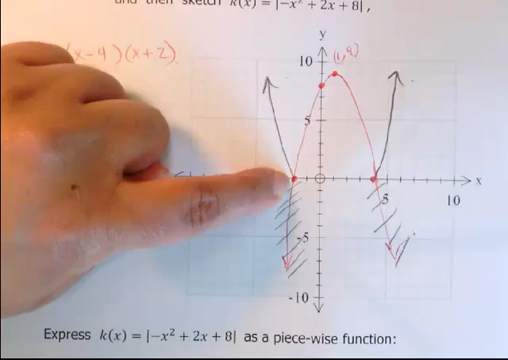 and then sketch k(x) = |−x² + 2x + 8|,
(x−4)(x+2)
y
(1,9)
10
5
x
5
10
-5
-10
Express k(x) = |−x² + 2x + 8| as a piece-wise function: